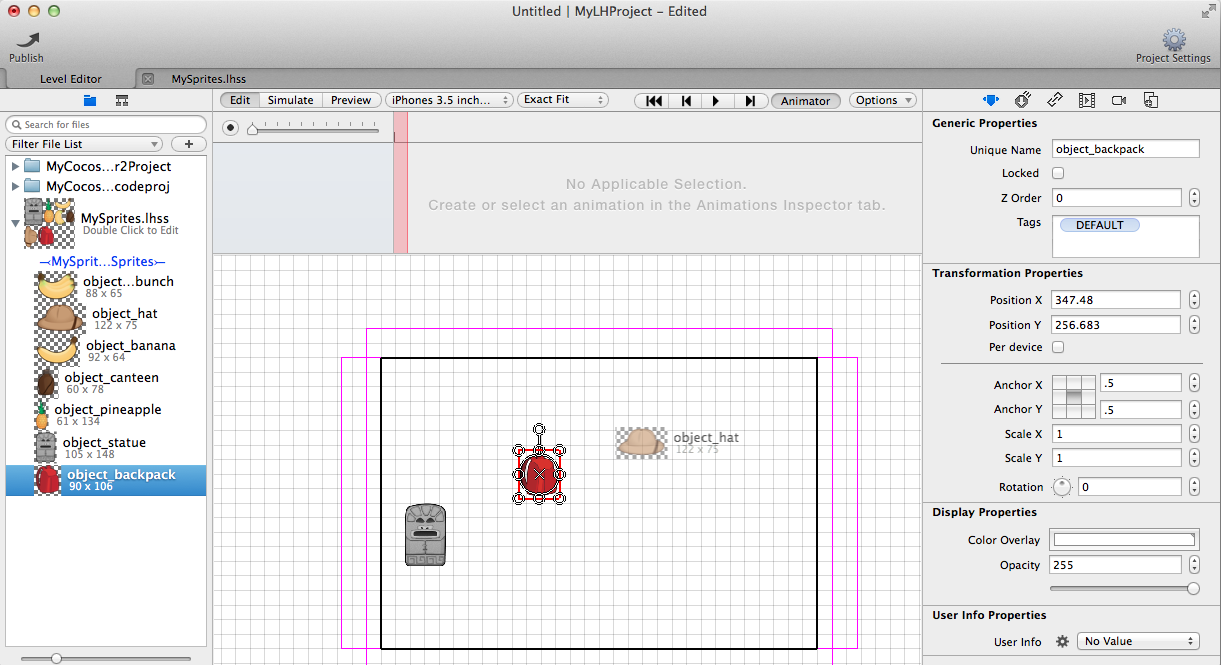 Untitled | MyLHProject – Edited
Publish
Project Settings
Level Editor
MySprites.lhss
Edit
Simulate
Preview
iPhones 3.5 inch...
Exact Fit
Animator
Options
Search for files
Filter File List
+
MyCocos...r2Project
MyCocos...codeproj
MySprites.lhss
Double Click to Edit
MySprit...Sprites
object...bunch
88 x 65
object_hat
122 x 75
object_banana
92 x 64
object_canteen
60 x 78
object_pineapple
61 x 134
object_statue
105 x 148
object_backpack
90 x 106
No Applicable Selection.
Create or select an animation in the Animations Inspector tab.
object_hat
122 x 75
Generic Properties
Unique Name object_backpack
Locked
Z Order 0
Tags DEFAULT
Transformation Properties
Position X 347.48
Position Y 256.683
Per device
Anchor X .5
Anchor Y .5
Scale X 1
Scale Y 1
Rotation 0
Display Properties
Color Overlay
Opacity 255
User Info Properties
User Info No Value